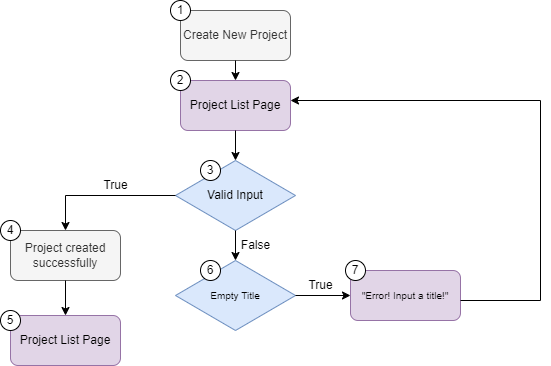 1
Create New Project
2
Project List Page
3
Valid Input
True
False
4
Project created
successfully
5
Project List Page
6
Empty Title
True
7
"Error! Input a title!"